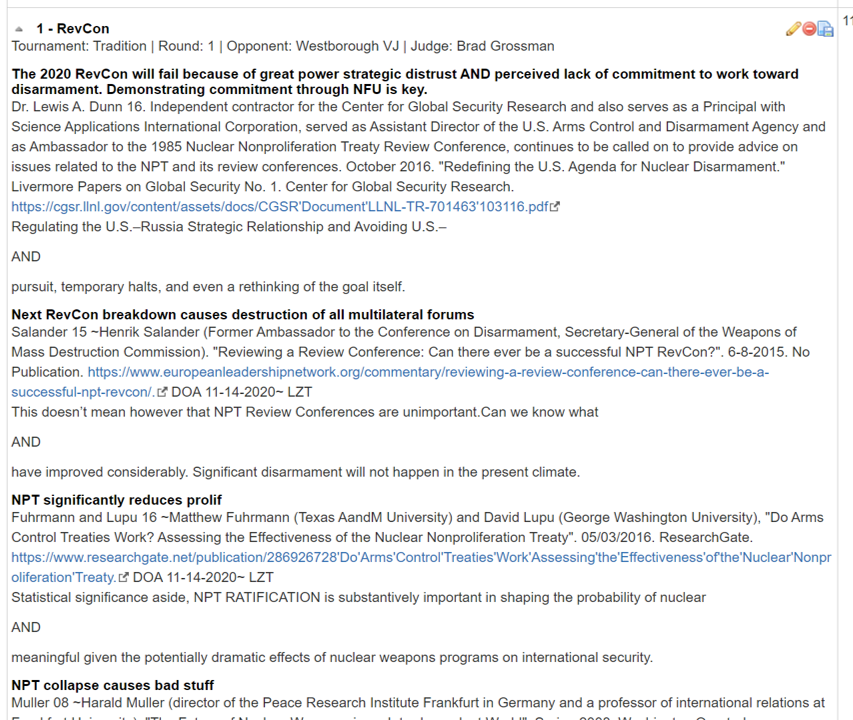 1 - RevCon
Tournament: Tradition | Round: 1 | Opponent: Westborough VJ | Judge: Brad Grossman
The 2020 RevCon will fail because of great power strategic distrust AND perceived lack of commitment to work toward
disarmament. Demonstrating commitment through NFU is key.
Dr. Lewis A. Dunn 16. Independent contractor for the Center for Global Security Research and also serves as a Principal with
Science Applications International Corporation, served as Assistant Director of the U.S. Arms Control and Disarmament Agency and
as Ambassador to the 1985 Nuclear Nonproliferation Treaty Review Conference, continues to be called on to provide advice on
issues related to the NPT and its review conferences. October 2016. "Redefining the U.S. Agenda for Nuclear Disarmament."
Livermore Papers on Global Security No. 1. Center for Global Security Research.
https://cgsr.llnl.gov/content/assets/docs/CGSR'Document'LLNL-TR-701463'103116.pdf
Regulating the U.S.–Russia Strategic Relationship and Avoiding U.S.–
AND
pursuit, temporary halts, and even a rethinking of the goal itself.
Next RevCon breakdown causes destruction of all multilateral forums
Salander 15 ~Henrik Salander (Former Ambassador to the Conference on Disarmament, Secretary-General of the Weapons of
Mass Destruction Commission). "Reviewing a Review Conference: Can there ever be a successful NPT RevCon?". 6-8-2015. No
Publication. https://www.europeanleadershipnetwork.org/commentary/reviewing-a-review-conference-can-there-ever-be-a-
successful-npt-revcon/. DOA 11-14-2020~ LZT
This doesn't mean however that NPT Review Conferences are unimportant.Can we know what
AND
have improved considerably. Significant disarmament will not happen in the present climate.
NPT significantly reduces prolif
Fuhrmann and Lupu 16 ~Matthew Fuhrmann (Texas AandM University) and David Lupu (George Washington University), "Do Arms
Control Treaties Work? Assessing the Effectiveness of the Nuclear Nonproliferation Treaty". 05/03/2016. ResearchGate.
https://www.researchgate.net/publication/286926728'Do'Arms'Control'Treaties'Work'Assessing'the'Effectiveness'of'the'Nuclear'Nonpr
oliferation'Treaty. DOA 11-14-2020~ LZT
Statistical significance aside, NPT RATIFICATION is substantively important in shaping the probability of nuclear
AND
meaningful given the potentially dramatic effects of nuclear weapons programs on international security.
NPT collapse causes bad stuff
Muller 08 ~Harald Muller (director of the Peace Research Institute Frankfurt in Germany and a professor of international relations at